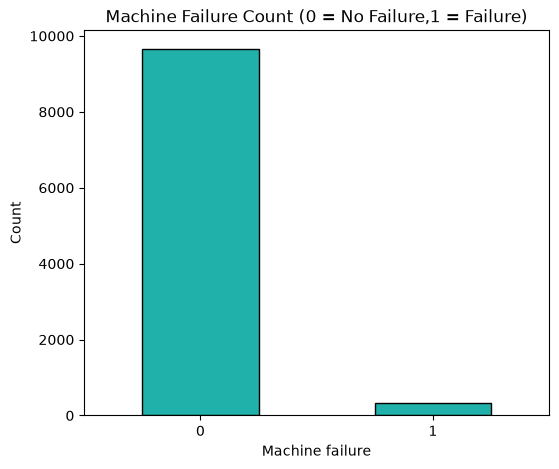 Machine Failure Count (0 = No Failure,1 = Failure)
10000
8000
6000
4000
2000
0
Count
0 1
Machine failure